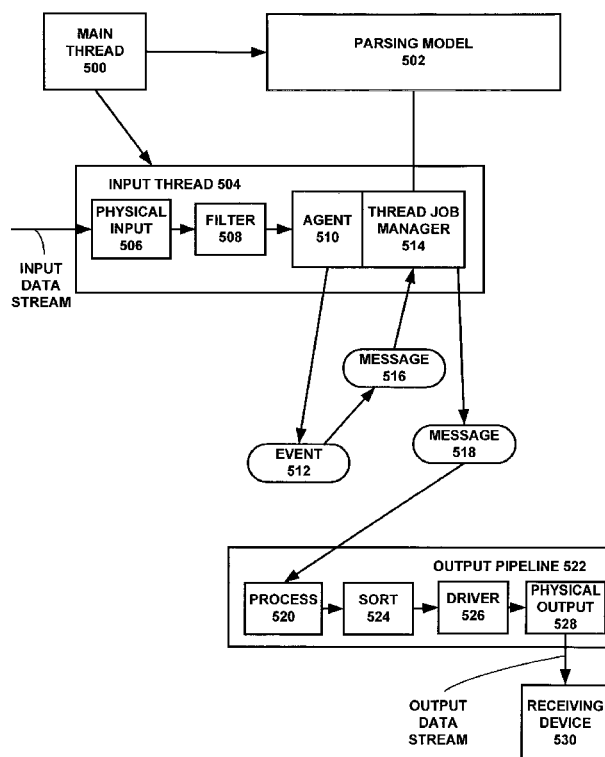 MAIN
THREAD
500
PARSING MODEL
502
INPUT THREAD 504
PHYSICAL
INPUT
506
FILTER
508
AGENT
510
THREAD JOB
MANAGER
514
INPUT
DATA
STREAM
MESSAGE
516
EVENT
512
MESSAGE
518
OUTPUT PIPELINE 522
PROCESS
520
SORT
524
DRIVER
526
PHYSICAL
OUTPUT
528
OUTPUT
DATA
STREAM
RECEIVING
DEVICE
530